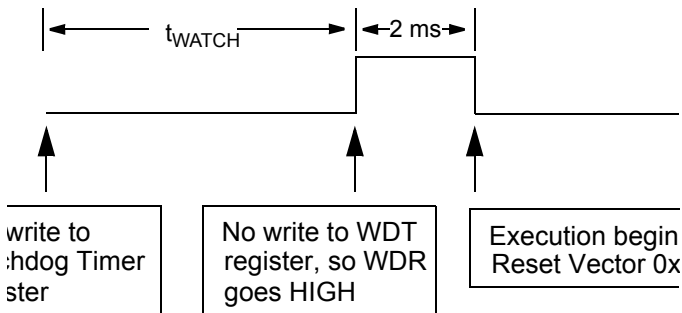 tWATCH
2 ms
write to
chdog Timer
ster
No write to WDT
register, so WDR
goes HIGH
Execution begin
Reset Vector 0x